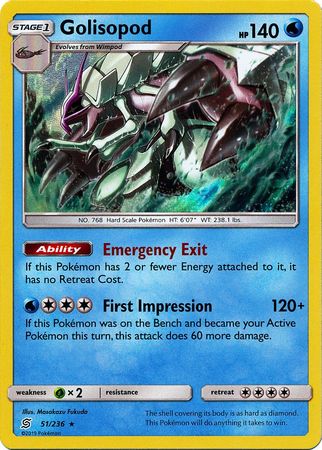 STAGE 1
Golisopod
HP 140
Evolves from Wimpod
NO. 768 Hard Scale Pokémon HT: 6'07" WT: 238.1 lbs.
Ability Emergency Exit
If this Pokémon has 2 or fewer Energy attached to it, it
has no Retreat Cost.
First Impression 120+
If this Pokémon was on the Bench and became your Active
Pokémon this turn, this attack does 60 more damage.
weakness ×2 resistance retreat
Illus. Masakazu Fukuda
51/236 ★
©2019 Pokémon
The shell covering its body is as hard as diamond.
This Pokémon will do anything it takes to win.